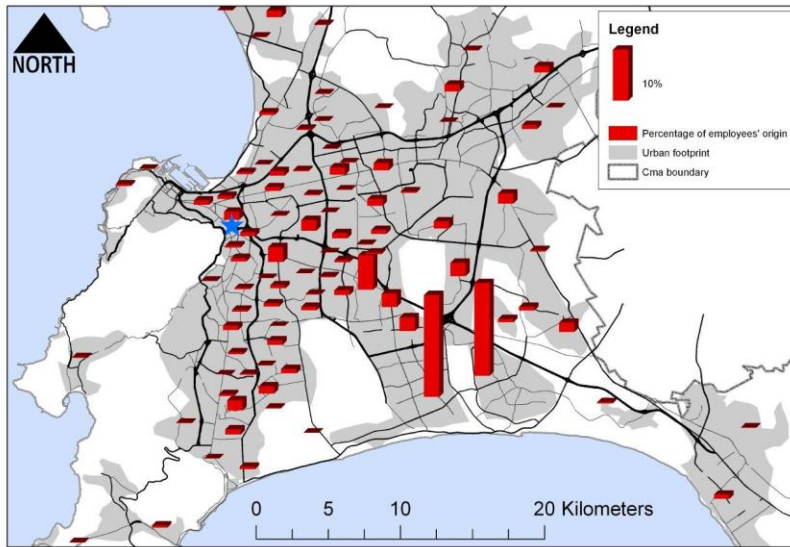 NORTH
Legend
10%
Percentage of employees' origin
Urban footprint
Cma boundary
0 5 10 20 Kilometers